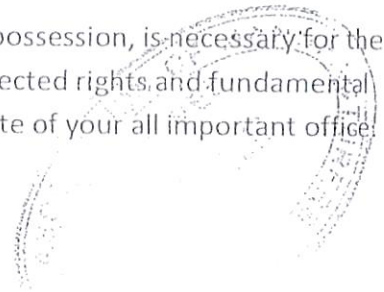 possession, is necessary for the
ected rights and fundamental
te of your all important office.